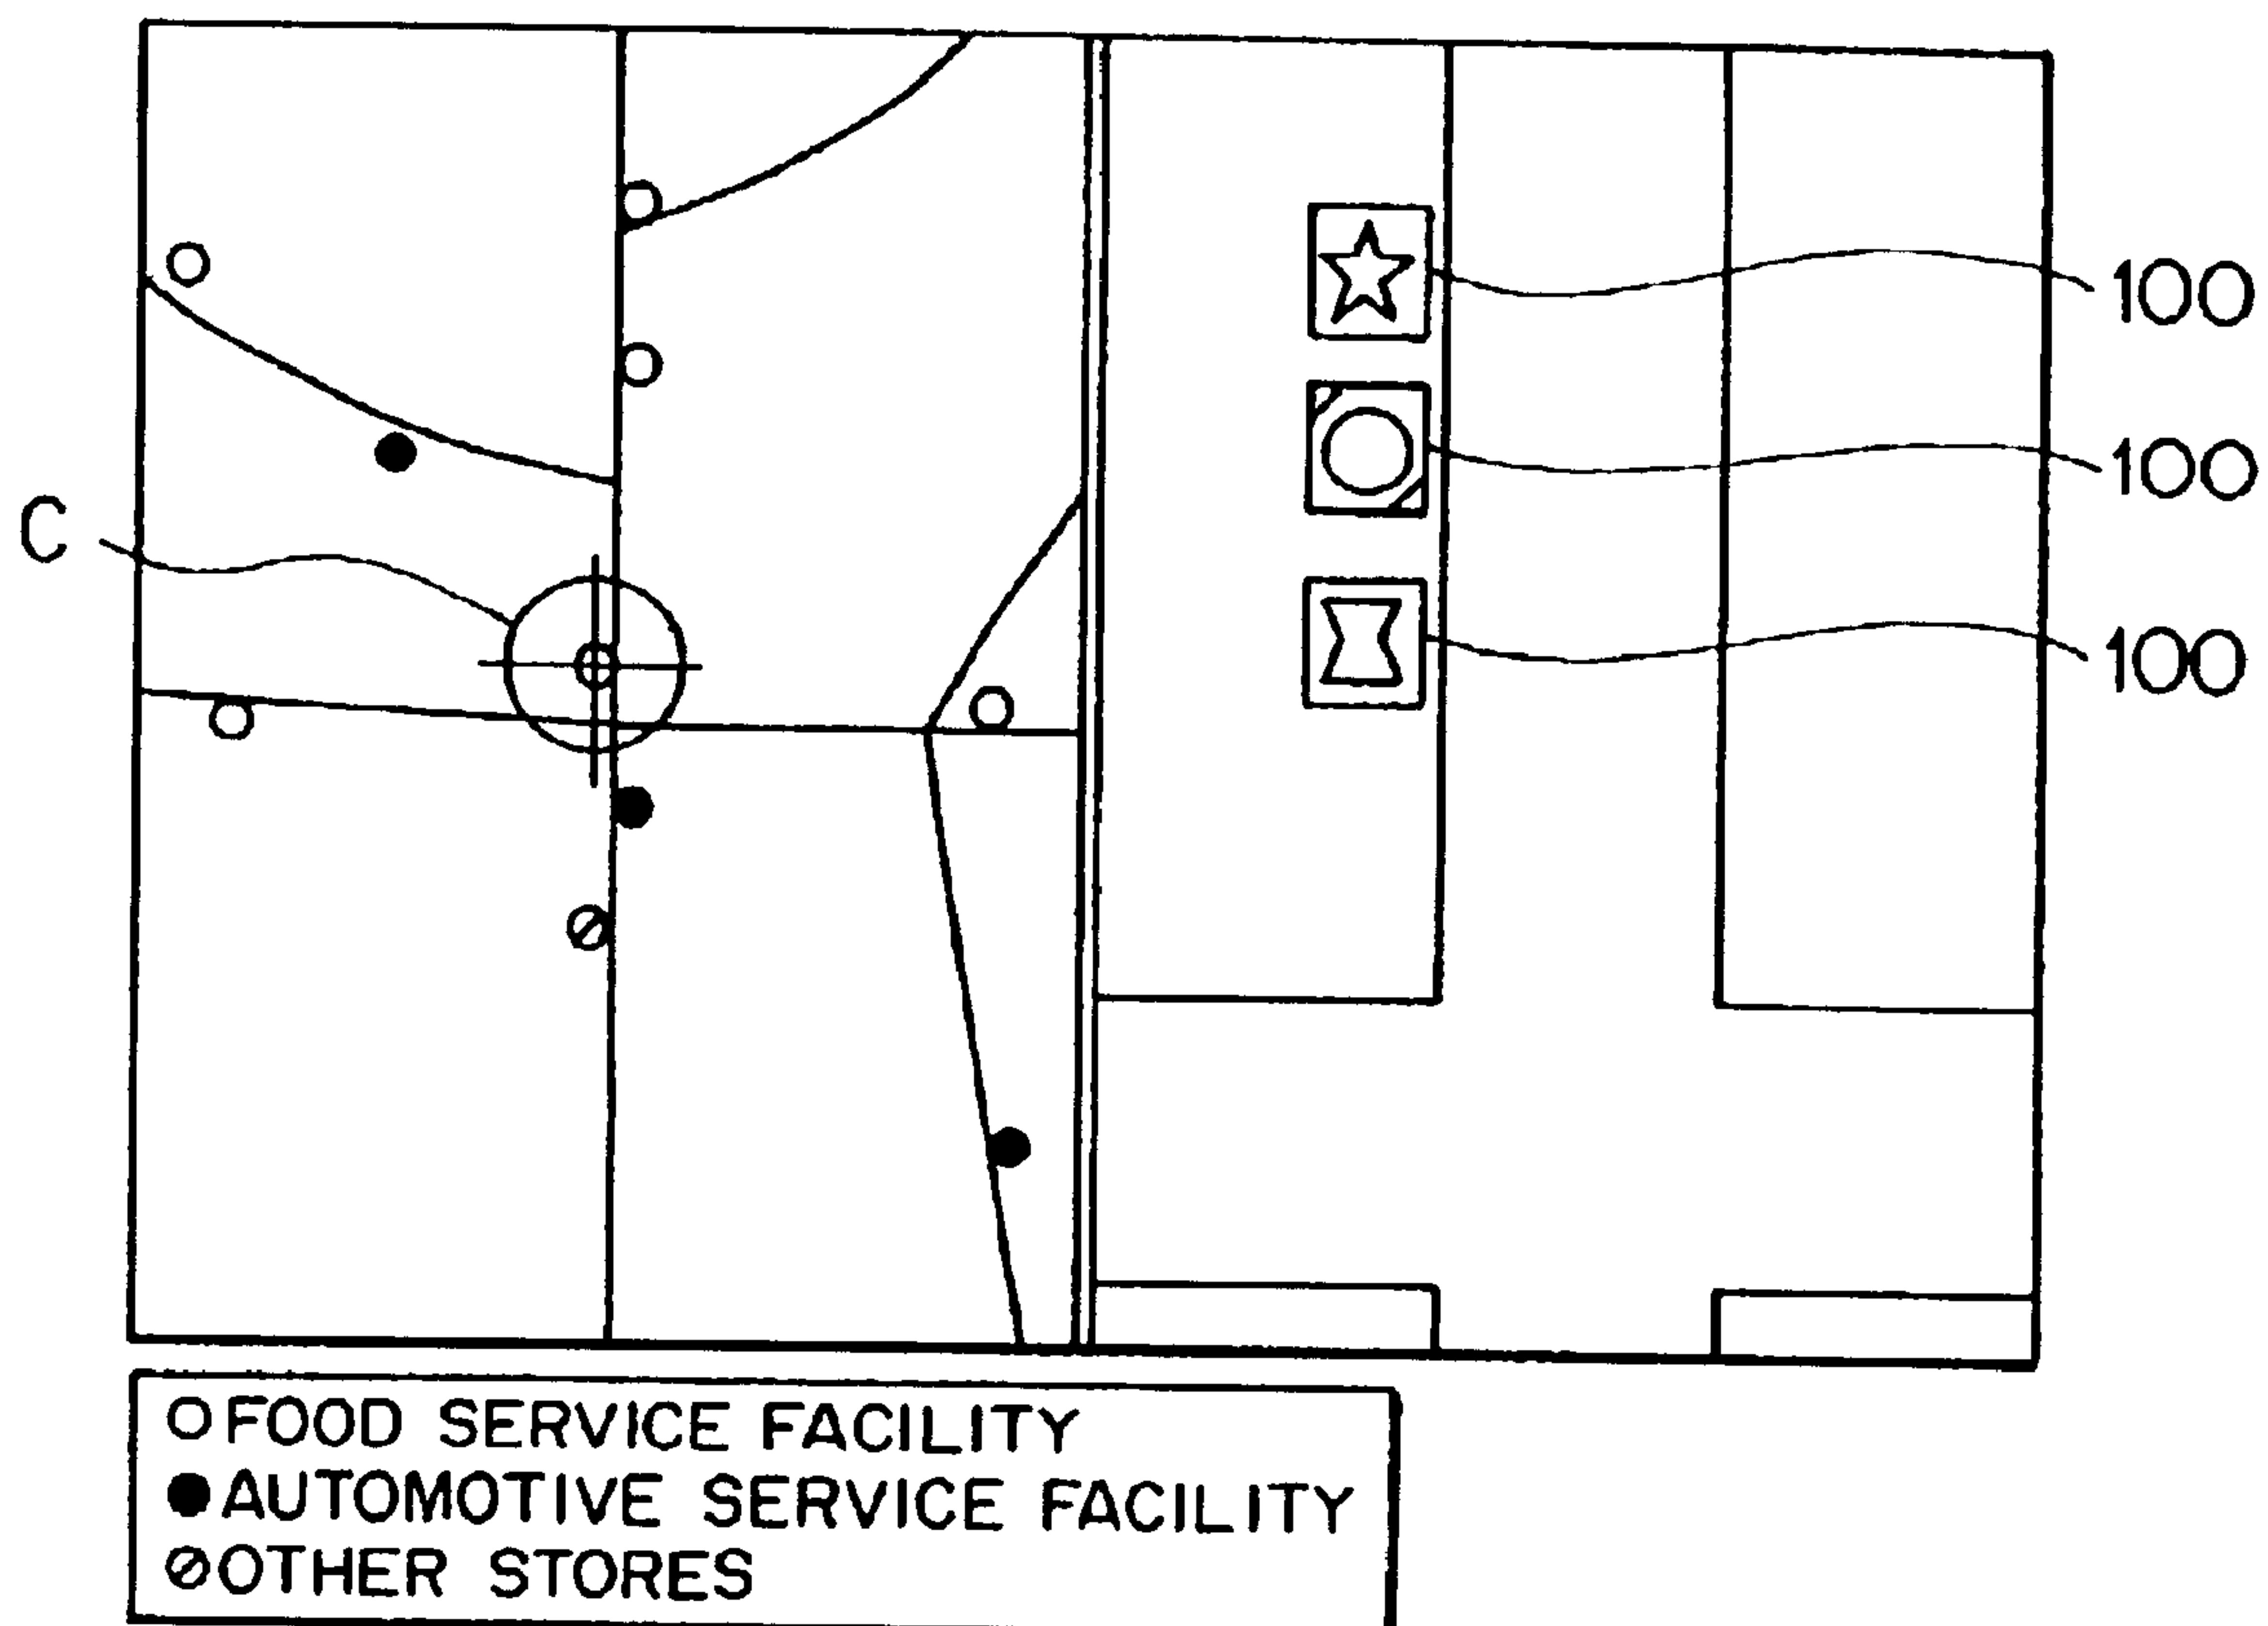 100
100
C
100
FOOD SERVICE FACILITY
AUTOMOTIVE SERVICE FACILITY
OTHER STORES